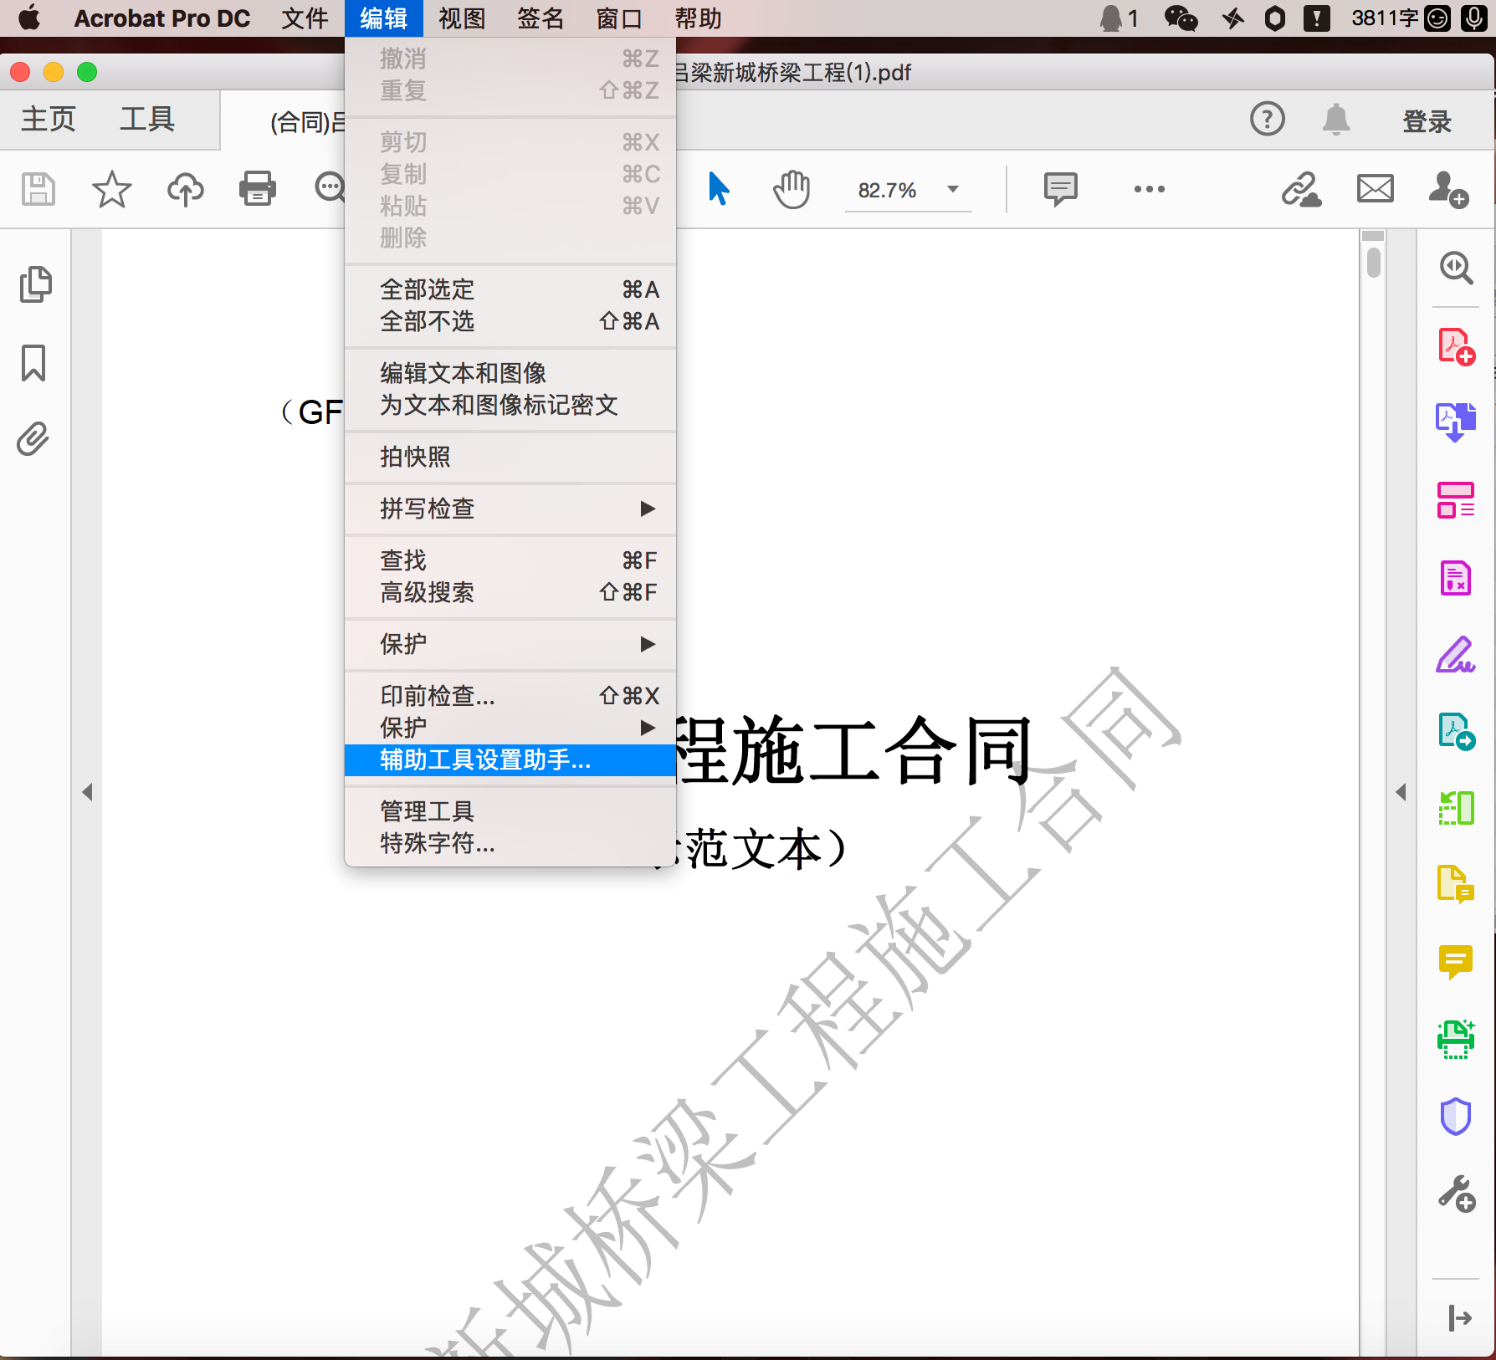 Acrobat Pro DC 文件 编辑 视图 签名 窗口 帮助 1 3811字
吕梁新城桥梁工程(1).pdf
主页 工具 (合同)吕 登录
82.7%
撤消 ⌘Z
重复 ⇧⌘Z
剪切 ⌘X
复制 ⌘C
粘贴 ⌘V
删除
全部选定 ⌘A
全部不选 ⇧⌘A
编辑文本和图像
为文本和图像标记密文
拍快照
拼写检查 ▶
查找 ⌘F
高级搜索 ⇧⌘F
保护 ▶
印前检查... ⇧⌘X
保护 ▶
辅助工具设置助手...
管理工具
特殊字符...
（GF
程施工合同
范文本）
新城桥梁工程施工合同